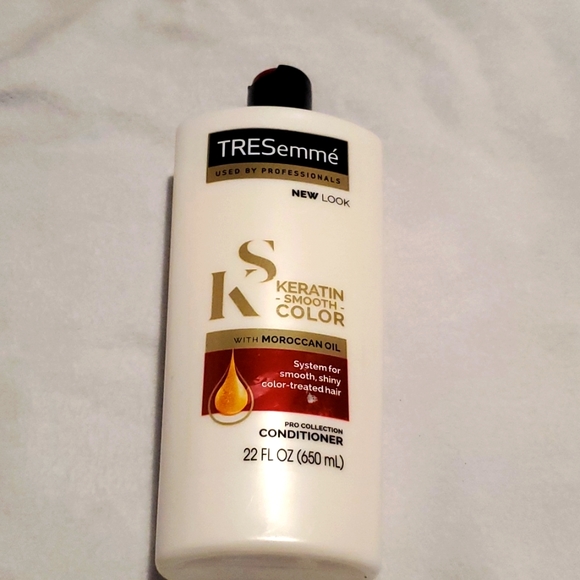 TRESemmé
USED BY PROFESSIONALS
NEW LOOK
KS
KERATIN
- SMOOTH -
COLOR
WITH MOROCCAN OIL
System for
smooth, shiny
color-treated hair
PRO COLLECTION
CONDITIONER
22 FL OZ (650 mL)